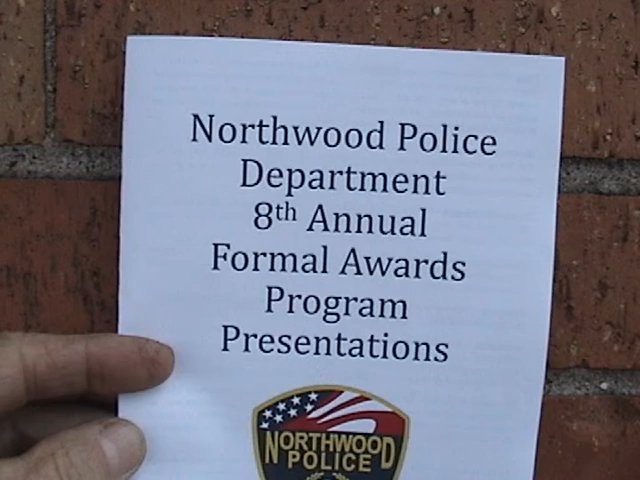 Northwood Police
Department
8th Annual
Formal Awards
Program
Presentations
NORTHWOOD
POLICE